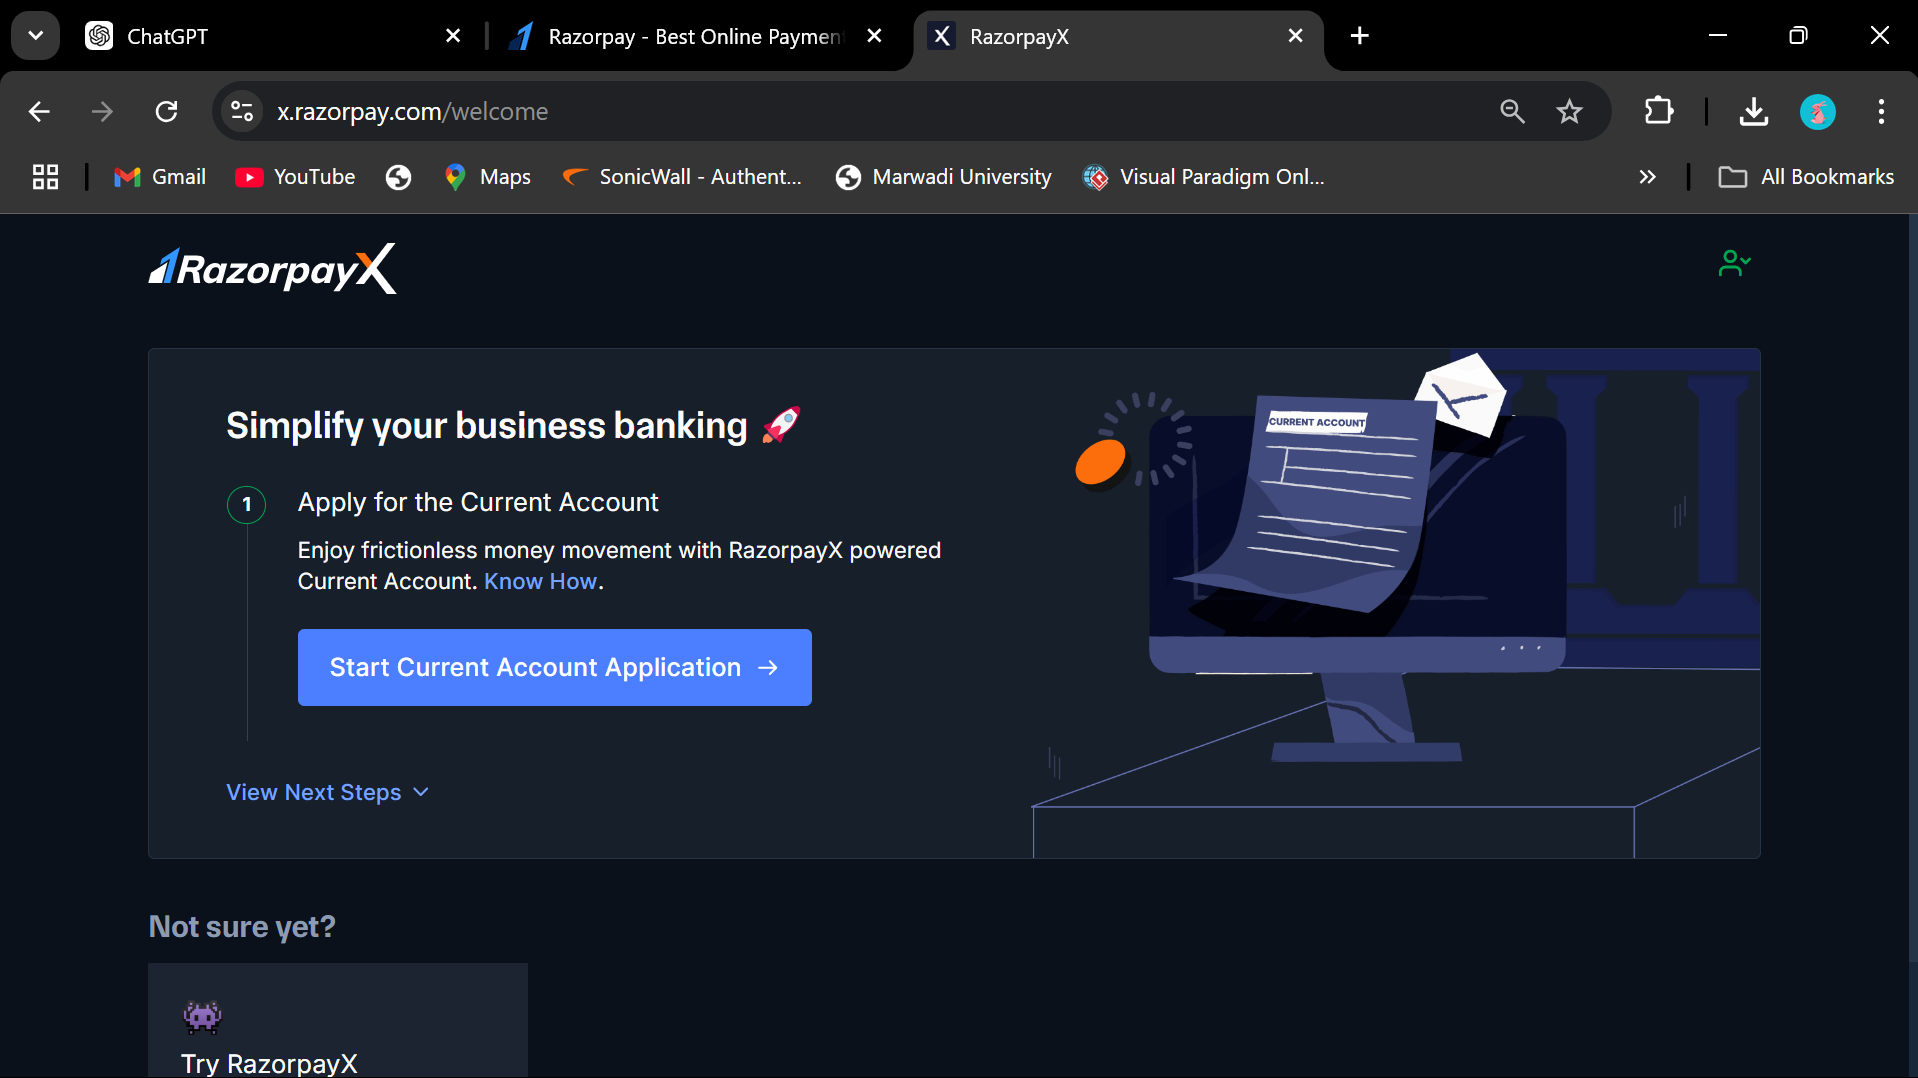 ChatGPT
Razorpay - Best Online Paymen
RazorpayX
x.razorpay.com/welcome
Gmail
YouTube
Maps
SonicWall - Authent...
Marwadi University
Visual Paradigm Onl...
All Bookmarks
RazorpayX
Simplify your business banking 🚀
1
Apply for the Current Account
Enjoy frictionless money movement with RazorpayX powered
Current Account. Know How.
Start Current Account Application →
View Next Steps
CURRENT ACCOUNT
Not sure yet?
Try RazorpayX